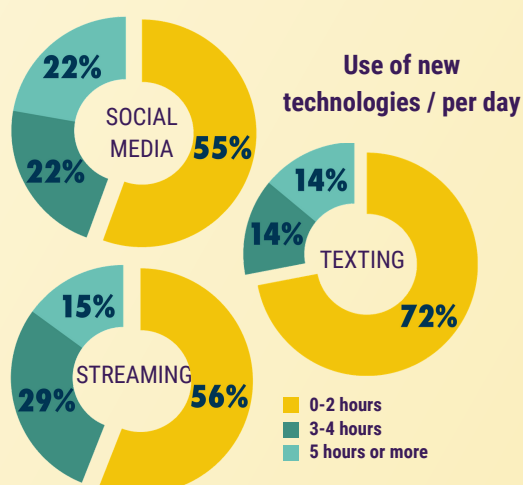 Use of new
technologies / per day
22%
SOCIAL
MEDIA
55%
22%
14%
14%
TEXTING
72%
15%
STREAMING
29%
56%
0-2 hours
3-4 hours
5 hours or more